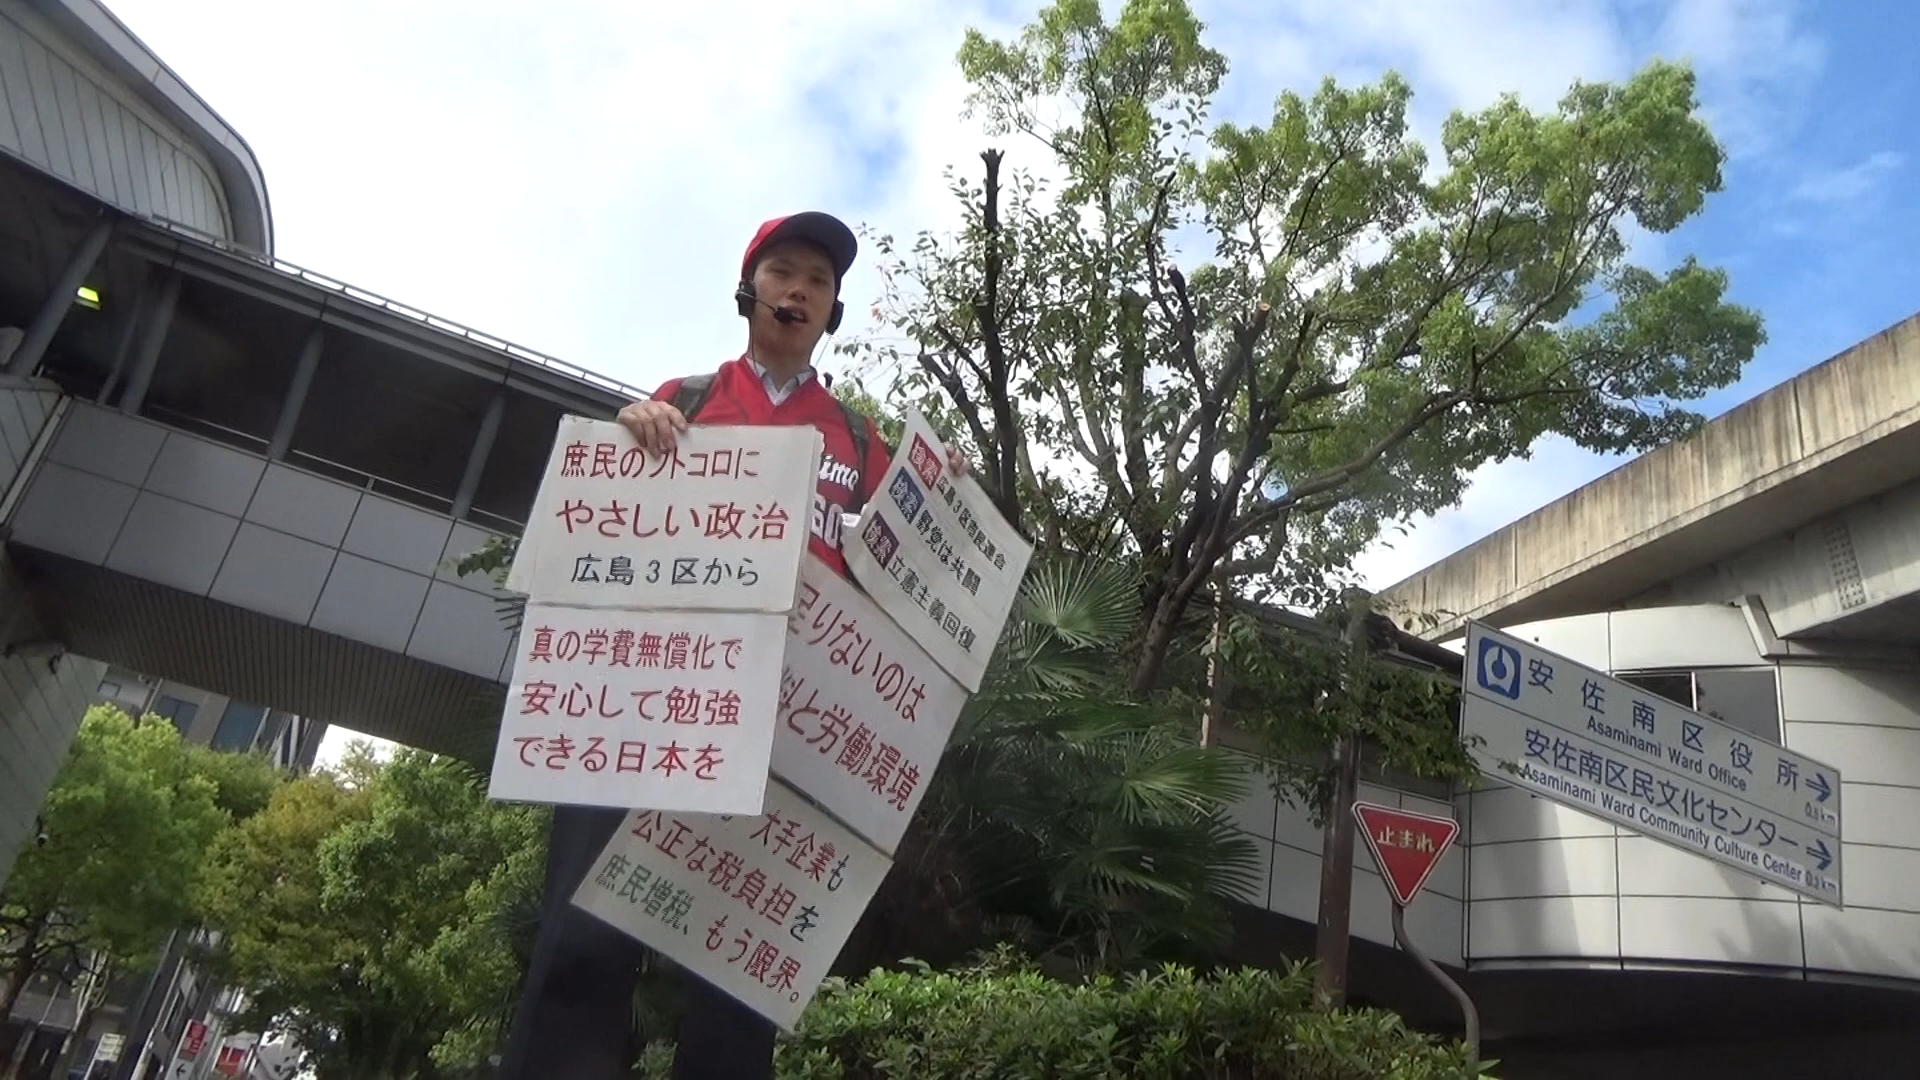 庶民のフトコロに
やさしい政治
広島3区から
真の学費無償化で
安心して勉強
できる日本を
検索 広島3区市民連合
検索 野党は共闘
検索 立憲主義回復
足りないのは
料と労働環境
大手企業も
公正な税負担を
庶民増税、もう限界。
安佐南区役所
Asaminami Ward Office
0.5km
安佐南区民文化センター
Asaminami Ward Community Culture Center 0.3km
止まれ